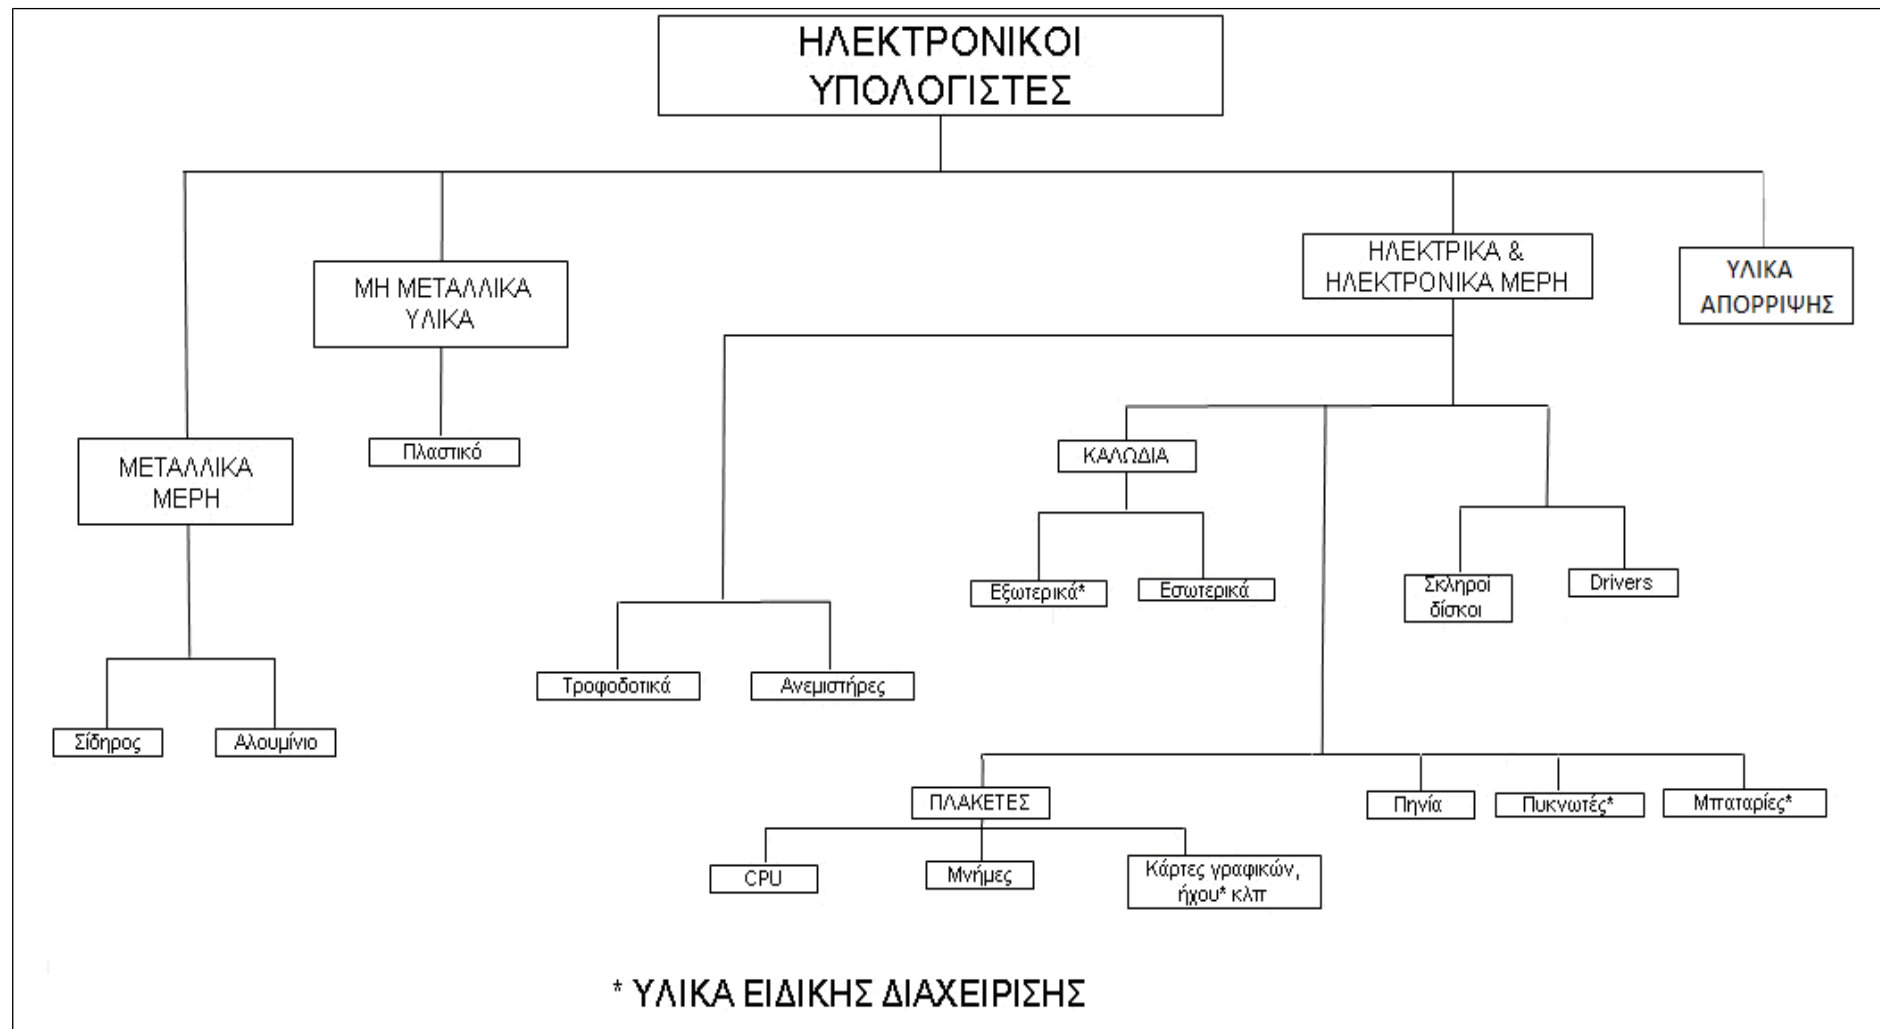 ΗΛΕΚΤΡΟΝΙΚΟΙ
ΥΠΟΛΟΓΙΣΤΕΣ
ΗΛΕΚΤΡΙΚΑ &
ΗΛΕΚΤΡΟΝΙΚΑ ΜΕΡΗ
ΥΛΙΚΑ
ΑΠΟΡΡΙΨΗΣ
ΜΗ ΜΕΤΑΛΛΙΚΑ
ΥΛΙΚΑ
ΜΕΤΑΛΛΙΚΑ
ΜΕΡΗ
Πλαστικό
ΚΑΛΩΔΙΑ
Εξωτερικά*
Εσωτερικά
Σκληροί
δίσκοι
Drivers
Τροφοδοτικά
Ανεμιστήρες
Σίδηρος
Αλουμίνιο
ΠΛΑΚΕΤΕΣ
Πηνία
Πυκνωτές*
Μπαταρίες*
CPU
Μνήμες
Κάρτες γραφικών,
ήχου* κλπ
* ΥΛΙΚΑ ΕΙΔΙΚΗΣ ΔΙΑΧΕΙΡΙΣΗΣ